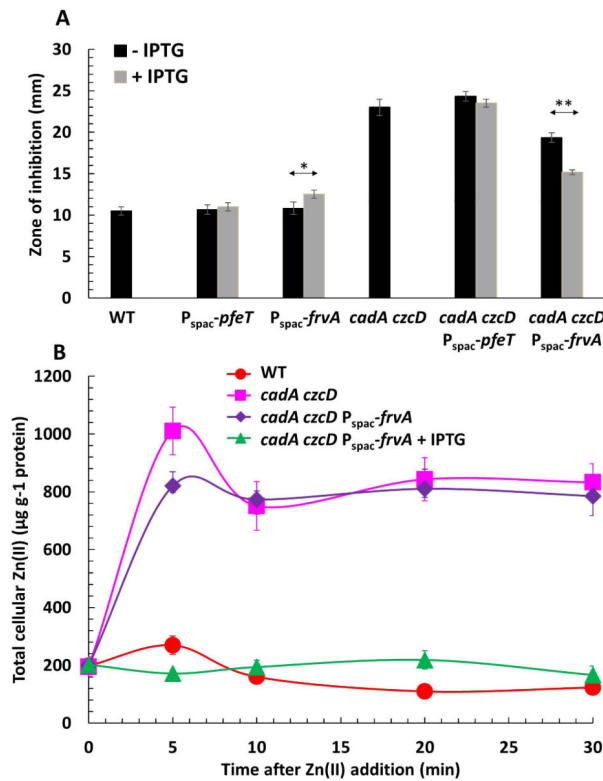 A
- IPTG
+ IPTG
Zone of inhibition (mm)
30
25
20
15
10
5
0
*
**
WT
Pspac-pfeT
Pspac-frvA
cadA czcD
cadA czcD
Pspac-pfeT
cadA czcD
Pspac-frvA
B
WT
cadA czcD
cadA czcD Pspac-frvA
cadA czcD Pspac-frvA + IPTG
Total cellular Zn(II) (µg g-1 protein)
1200
1000
800
600
400
200
0
0
5
10
20
30
Time after Zn(II) addition (min)